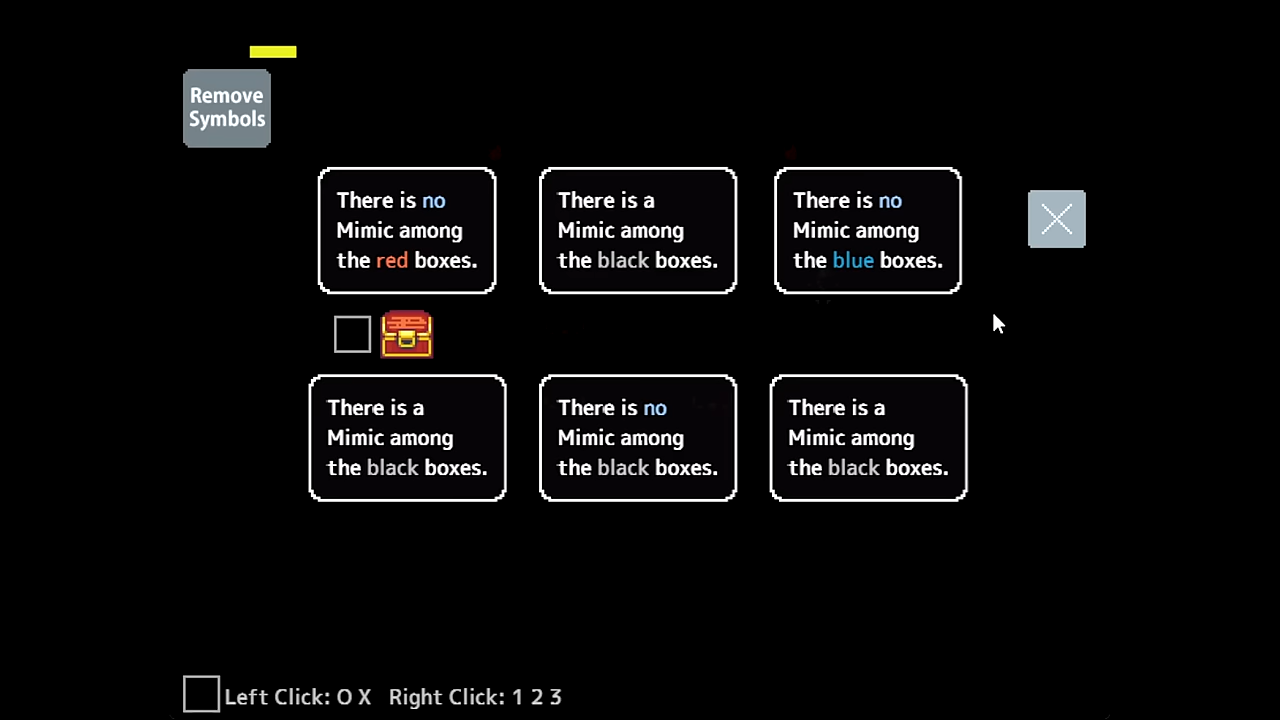 Remove
Symbols
There is no
Mimic among
the red boxes.
There is a
Mimic among
the black boxes.
There is no
Mimic among
the blue boxes.
There is a
Mimic among
the black boxes.
There is no
Mimic among
the black boxes.
There is a
Mimic among
the black boxes.
Left Click: O X Right Click: 1 2 3